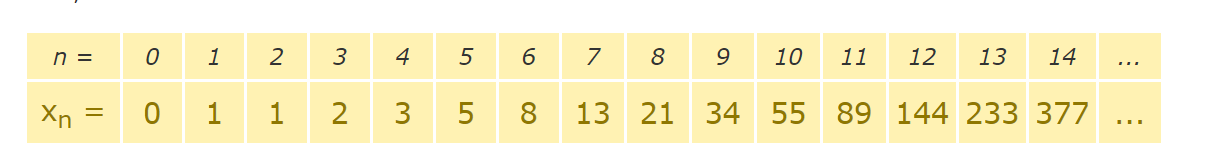 n = 0 1 2 3 4 5 6 7 8 9 10 11 12 13 14 ...
xn = 0 1 1 2 3 5 8 13 21 34 55 89 144 233 377 ...